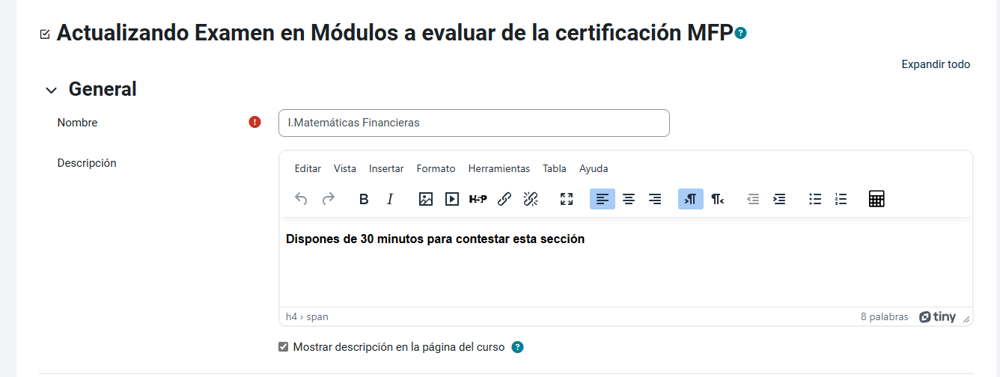 Actualizando Examen en Módulos a evaluar de la certificación MFP
Expandir todo
General
Nombre
I.Matemáticas Financieras
Descripción
Editar Vista Insertar Formato Herramientas Tabla Ayuda
B I H-P
Dispones de 30 minutos para contestar esta sección
h4 › span 8 palabras tiny
Mostrar descripción en la página del curso